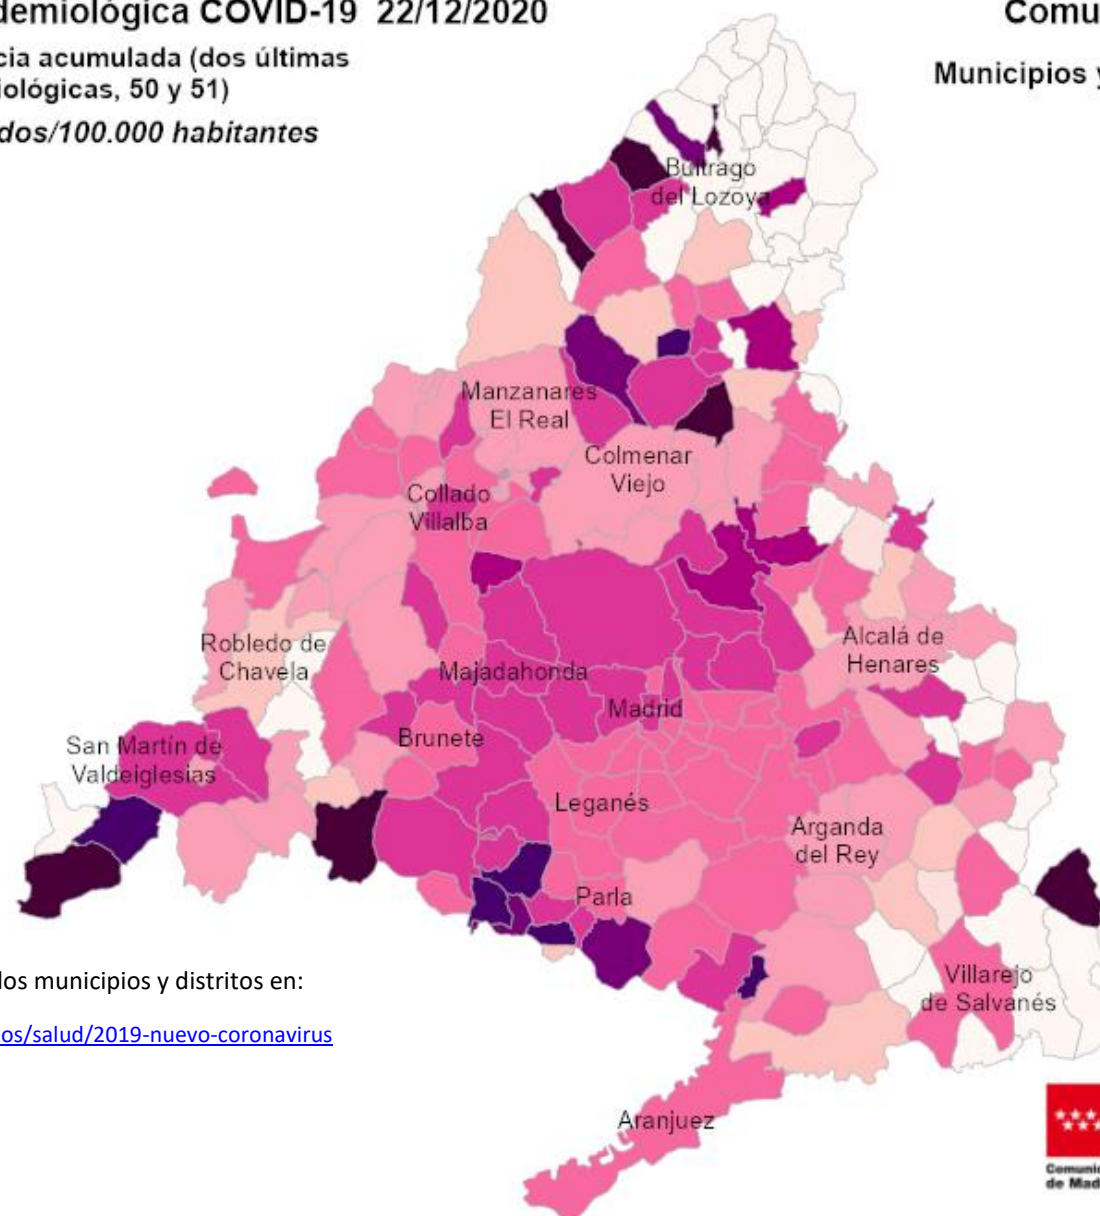 demiológica COVID-19 22/12/2020
Comu
cia acumulada (dos últimas
iológicas, 50 y 51)
Municipios y
dos/100.000 habitantes
Buitrago
del Lozoya
Manzanares
El Real
Colmenar
Viejo
Collado
Villalba
Robledo de
Chavela
Alcalá de
Henares
Majadahonda
Madrid
Brunete
San Martín de
Valdeiglesias
Leganés
Arganda
del Rey
Parla
los municipios y distritos en:
Villarejo
de Salvanés
os/salud/2019-nuevo-coronavirus
Aranjuez
Comunid
de Mad